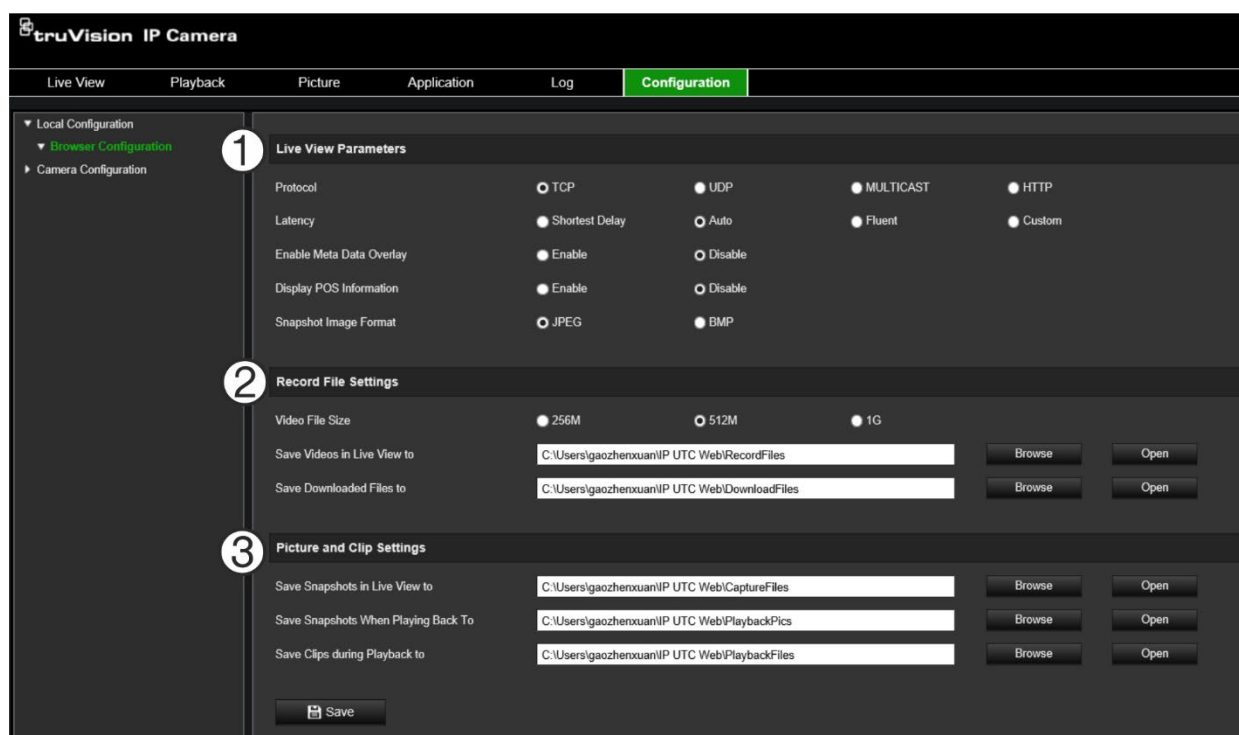 truVision IP Camera
Live View Playback Picture Application Log Configuration
Local Configuration
Browser Configuration
Camera Configuration
1 Live View Parameters
Protocol TCP UDP MULTICAST HTTP
Latency Shortest Delay Auto Fluent Custom
Enable Meta Data Overlay Enable Disable
Display POS Information Enable Disable
Snapshot Image Format JPEG BMP
2 Record File Settings
Video File Size 256M 512M 1G
Save Videos in Live View to C:\Users\gaozhenxuan\IP UTC Web\RecordFiles Browse Open
Save Downloaded Files to C:\Users\gaozhenxuan\IP UTC Web\DownloadFiles Browse Open
3 Picture and Clip Settings
Save Snapshots in Live View to C:\Users\gaozhenxuan\IP UTC Web\CaptureFiles Browse Open
Save Snapshots When Playing Back To C:\Users\gaozhenxuan\IP UTC Web\PlaybackPics Browse Open
Save Clips during Playback to C:\Users\gaozhenxuan\IP UTC Web\PlaybackFiles Browse Open
Save